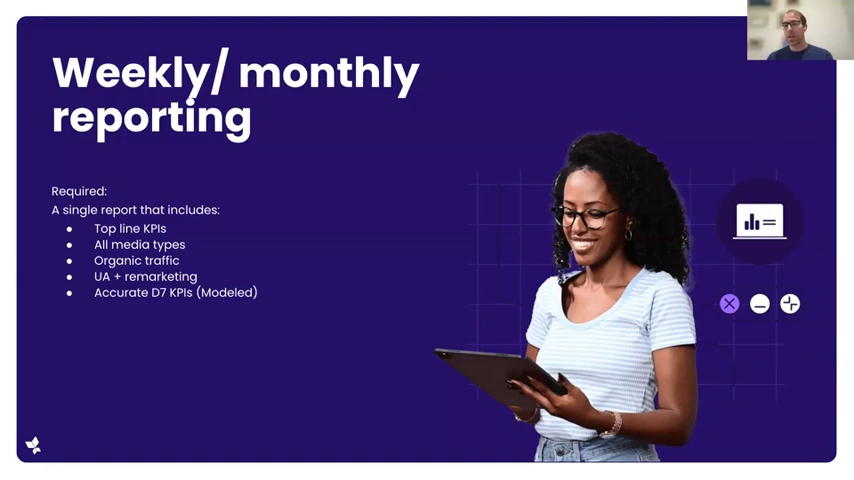 Weekly/ monthly
reporting
Required:
A single report that includes:
● Top line KPIs
● All media types
● Organic traffic
● UA + remarketing
● Accurate D7 KPIs (Modeled)